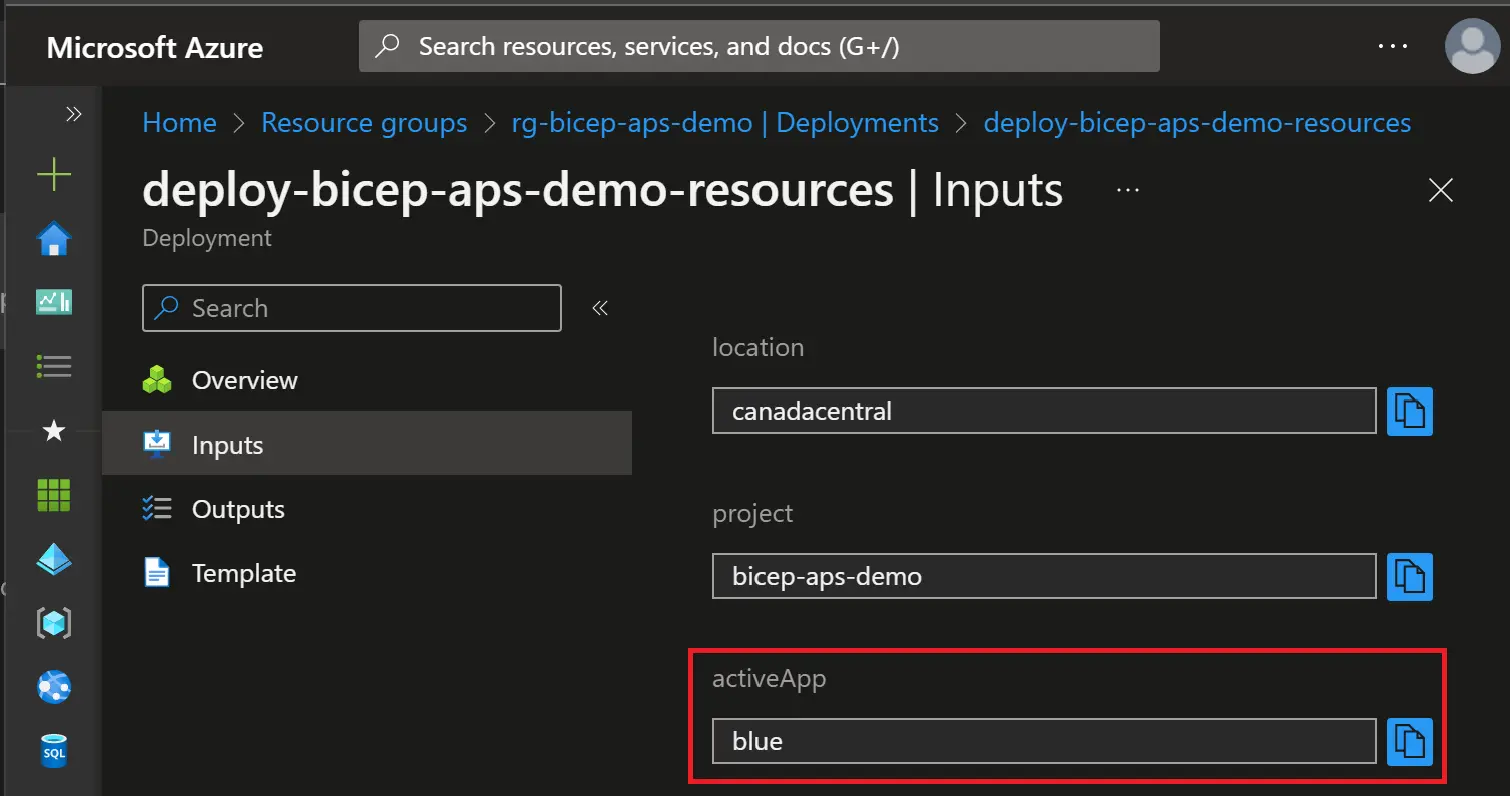 Microsoft Azure
Search resources, services, and docs (G+/)
Home > Resource groups > rg-bicep-aps-demo | Deployments > deploy-bicep-aps-demo-resources
deploy-bicep-aps-demo-resources | Inputs ...
Deployment
Search
Overview
Inputs
Outputs
Template
location
canadacentral
project
bicep-aps-demo
activeApp
blue
SQL